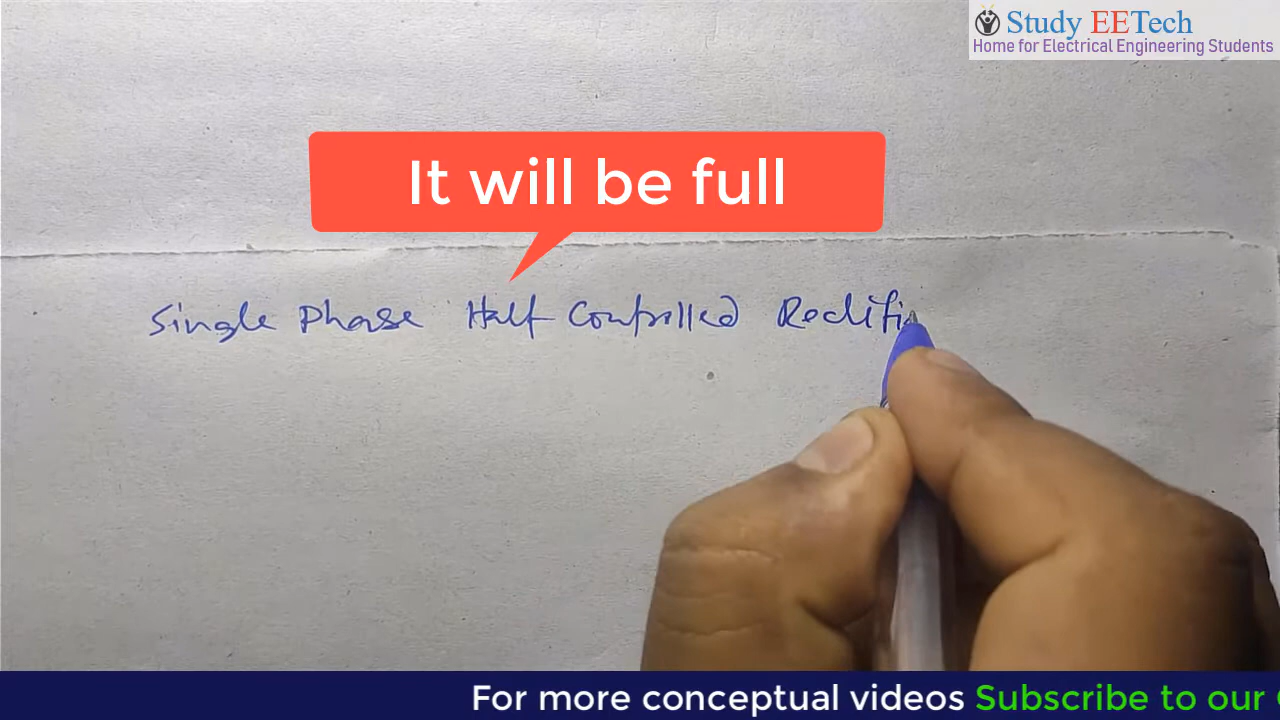 Study EETech
Home for Electrical Engineering Students
It will be full
Single Phase Half Controlled Rectifi
For more conceptual videos Subscribe to our